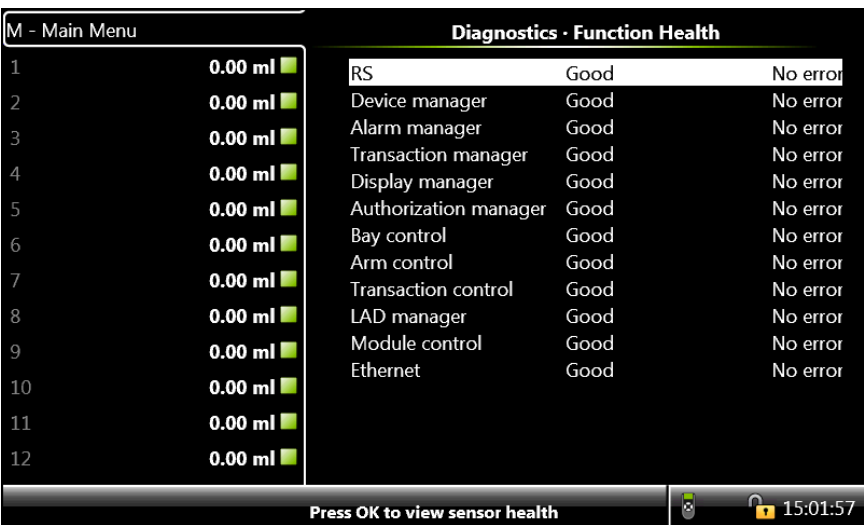 M - Main Menu
1 0.00 ml
2 0.00 ml
3 0.00 ml
4 0.00 ml
5 0.00 ml
6 0.00 ml
7 0.00 ml
8 0.00 ml
9 0.00 ml
10 0.00 ml
11 0.00 ml
12 0.00 ml
Diagnostics · Function Health
RS Good No error
Device manager Good No error
Alarm manager Good No error
Transaction manager Good No error
Display manager Good No error
Authorization manager Good No error
Bay control Good No error
Arm control Good No error
Transaction control Good No error
LAD manager Good No error
Module control Good No error
Ethernet Good No error
Press OK to view sensor health
15:01:57